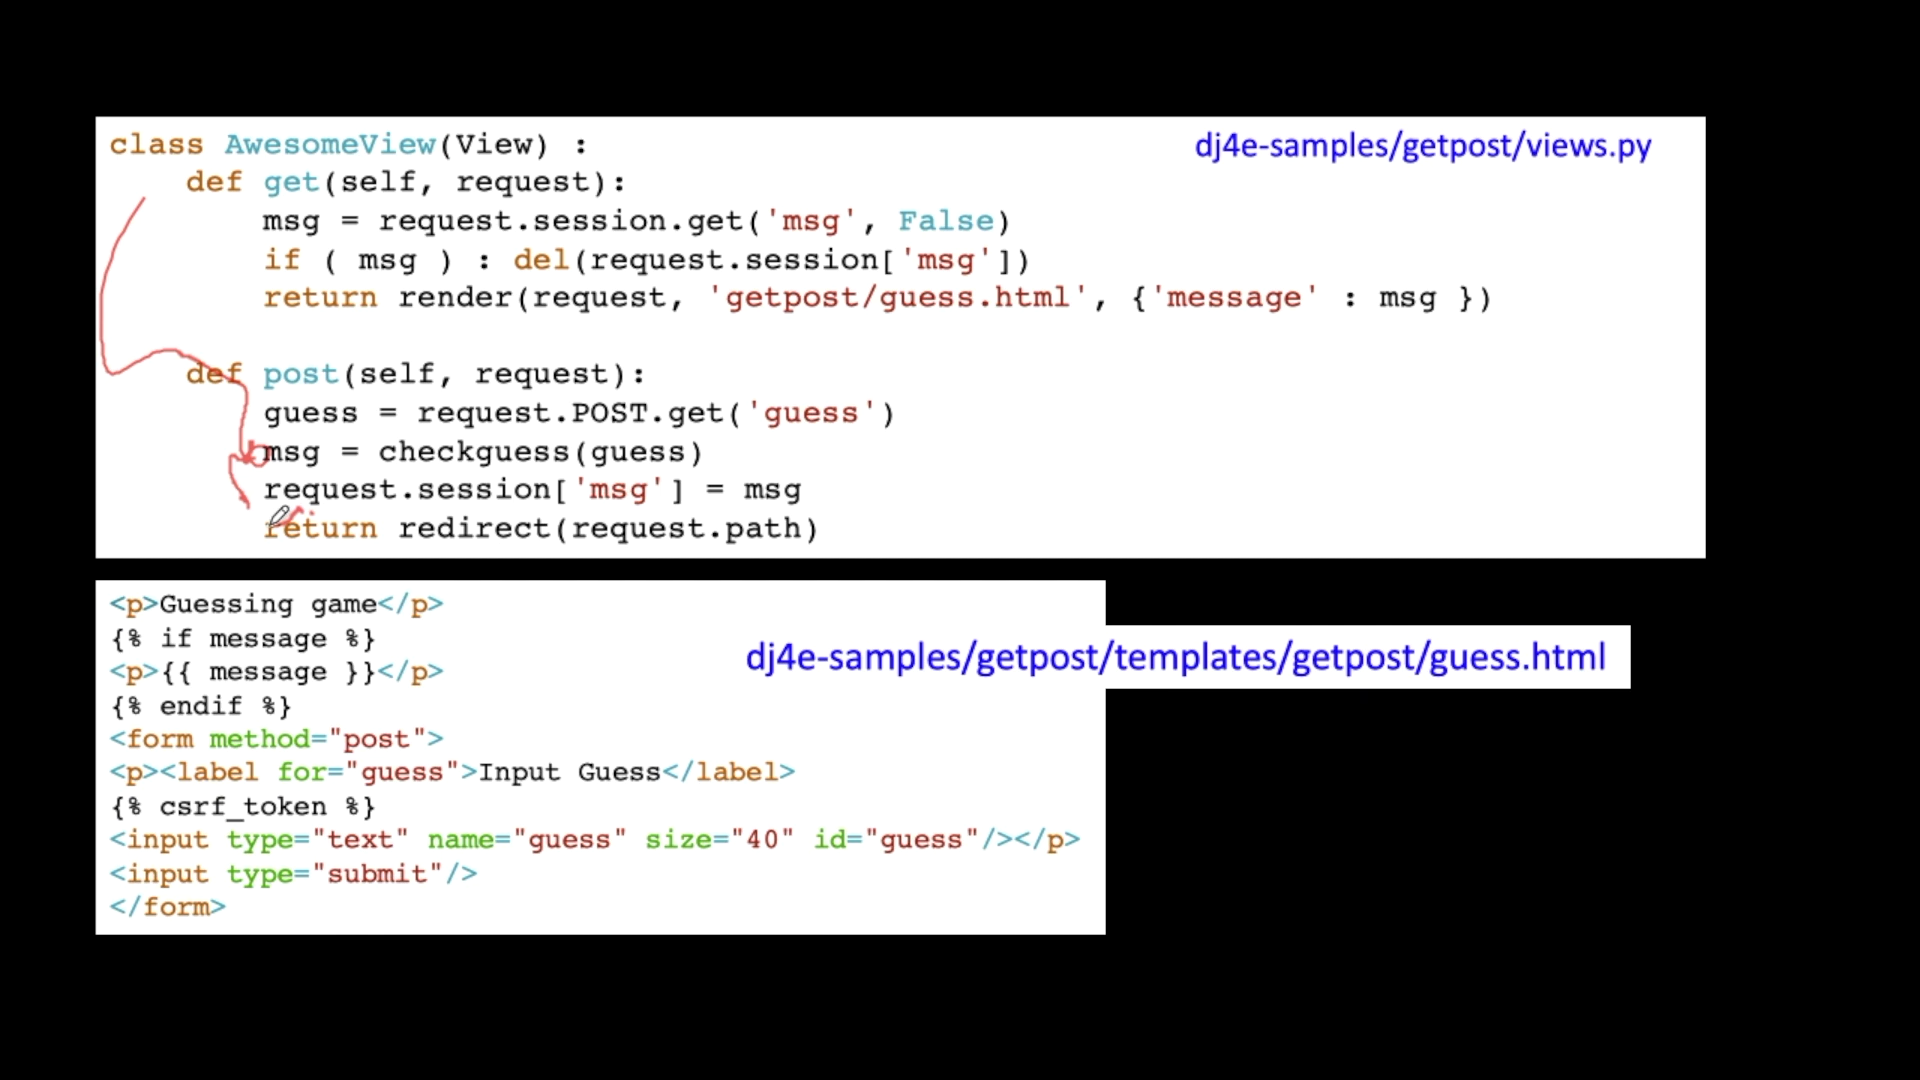 class AwesomeView(View) :
dj4e-samples/getpost/views.py
def get(self, request):
msg = request.session.get('msg', False)
if ( msg ) : del(request.session['msg'])
return render(request, 'getpost/guess.html', {'message' : msg })
def post(self, request):
guess = request.POST.get('guess')
msg = checkguess(guess)
request.session['msg'] = msg
return redirect(request.path)
<p>Guessing game</p>
{% if message %}
dj4e-samples/getpost/templates/getpost/guess.html
<p>{{ message }}</p>
{% endif %}
<form method="post">
<p><label for="guess">Input Guess</label>
{% csrf_token %}
<input type="text" name="guess" size="40" id="guess"/></p>
<input type="submit"/>
</form>